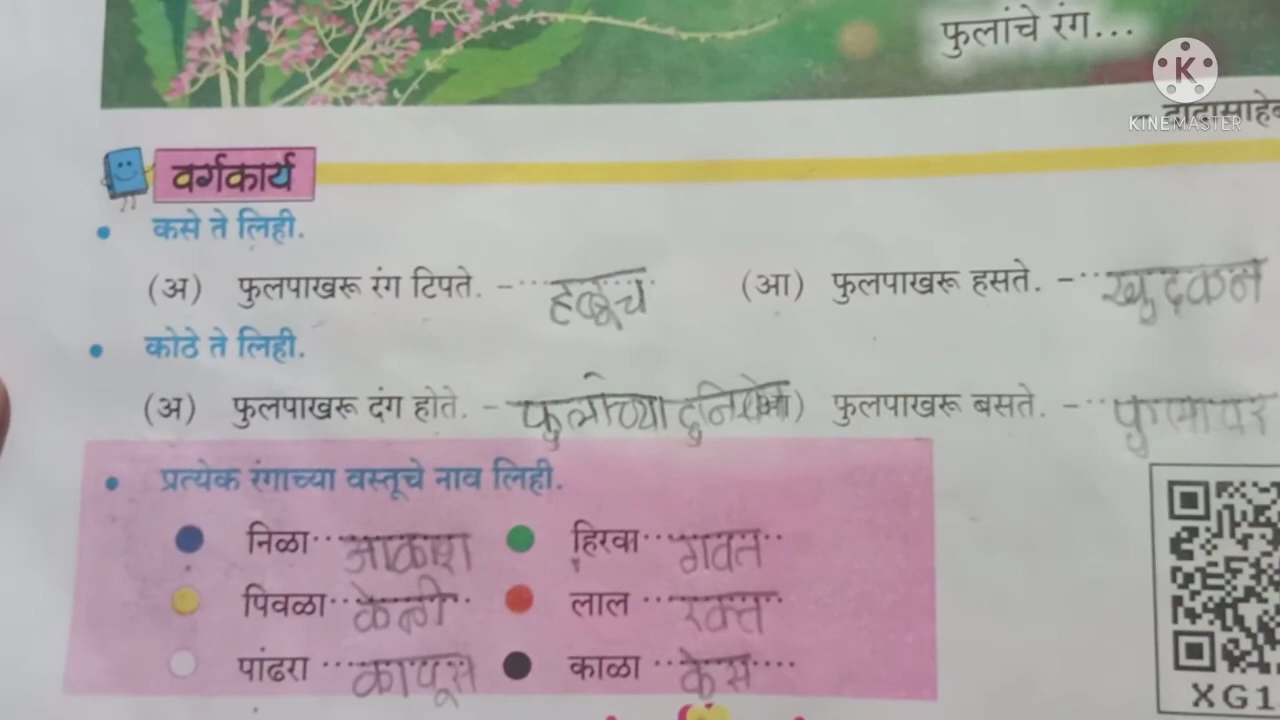 फुलांचे रंग...
KINEMASTER
वर्गकार्य
• कसे ते लिही.
(अ) फुलपाखरू रंग टिपते. - हळूच (आ) फुलपाखरू हसते. - खुदकन
• कोठे ते लिही.
(अ) फुलपाखरू दंग होते. - फुलांच्या दुनियेत (आ) फुलपाखरू बसते. -
• प्रत्येक रंगाच्या वस्तूचे नाव लिही.
निळा आकाश हिरवा गवत
पिवळा केळी लाल रक्त
पांढरा कापूस काळा केस
XG1